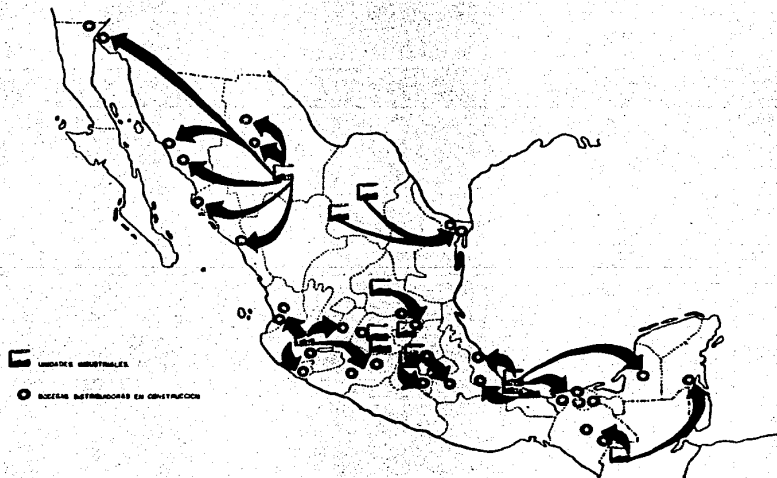 UNIDADES INDUSTRIALES
BODEGAS DISTRIBUIDORAS EN CONSTRUCCION